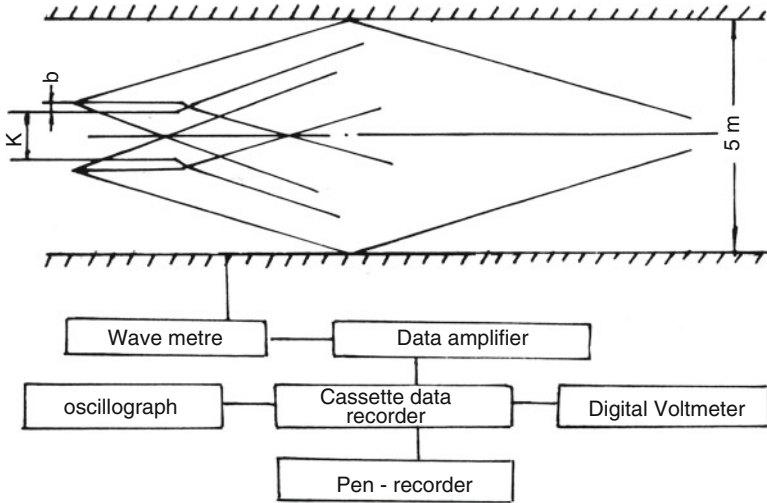 b
K
5 m
Wave metre
Data amplifier
oscillograph
Cassette data
recorder
Digital Voltmeter
Pen - recorder